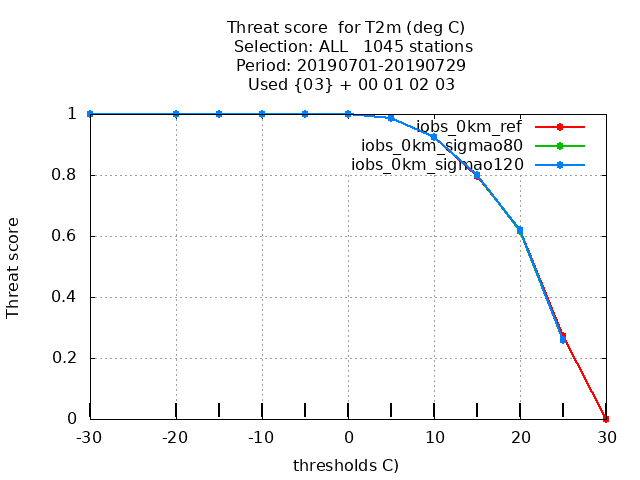 Threat score  for T2m (deg C)
Selection: ALL   1045 stations
Period: 20190701-20190729
Used {03} + 00 01 02 03
iobs_0km_ref
iobs_0km_sigmao80
iobs_0km_sigmao120
1
0.8
0.6
0.4
0.2
0
Threat score
-30
-20
-10
0
10
20
30
thresholds C)